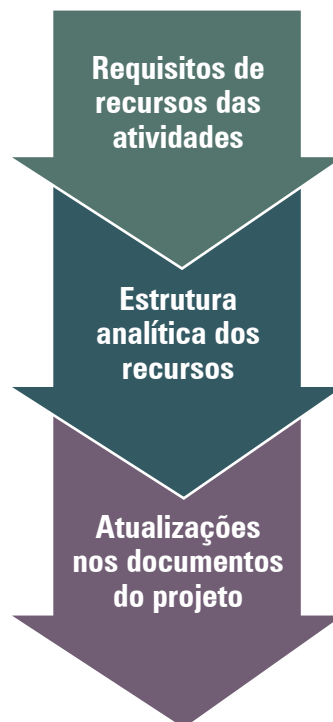 Requisitos de
recursos das
atividades
Estrutura
analítica dos
recursos
Atualizações
nos documentos
do projeto